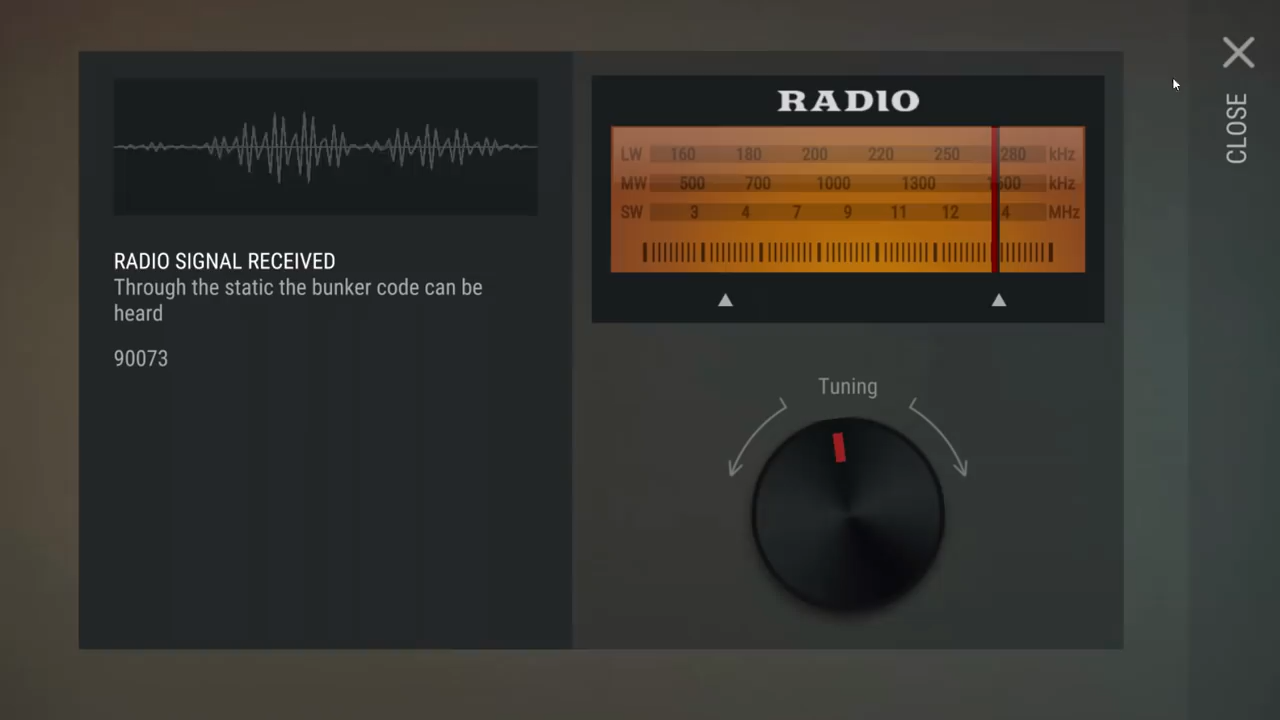 RADIO
LW 160 180 200 220 250 280 kHz
MW 500 700 1000 1300 1600 kHz
SW 3 4 7 9 11 12 4 MHz
RADIO SIGNAL RECEIVED
Through the static the bunker code can be
heard
90073
Tuning
CLOSE